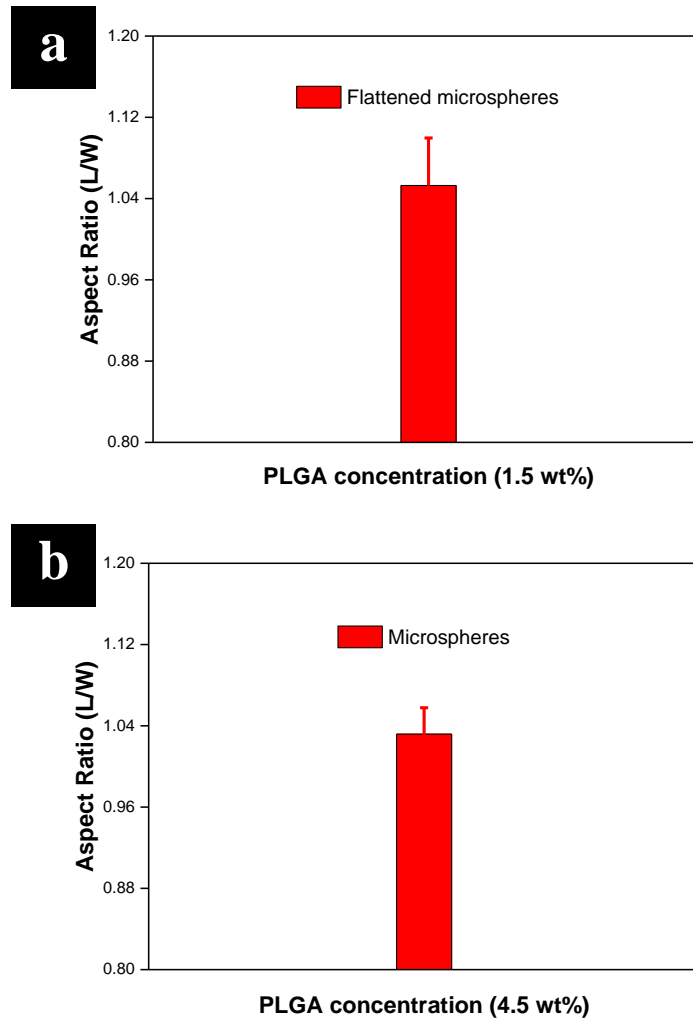 a
1.20
1.12
1.04
0.96
0.88
0.80
Aspect Ratio (L/W)
Flattened microspheres
PLGA concentration (1.5 wt%)
b
1.20
1.12
1.04
0.96
0.88
0.80
Aspect Ratio (L/W)
Microspheres
PLGA concentration (4.5 wt%)